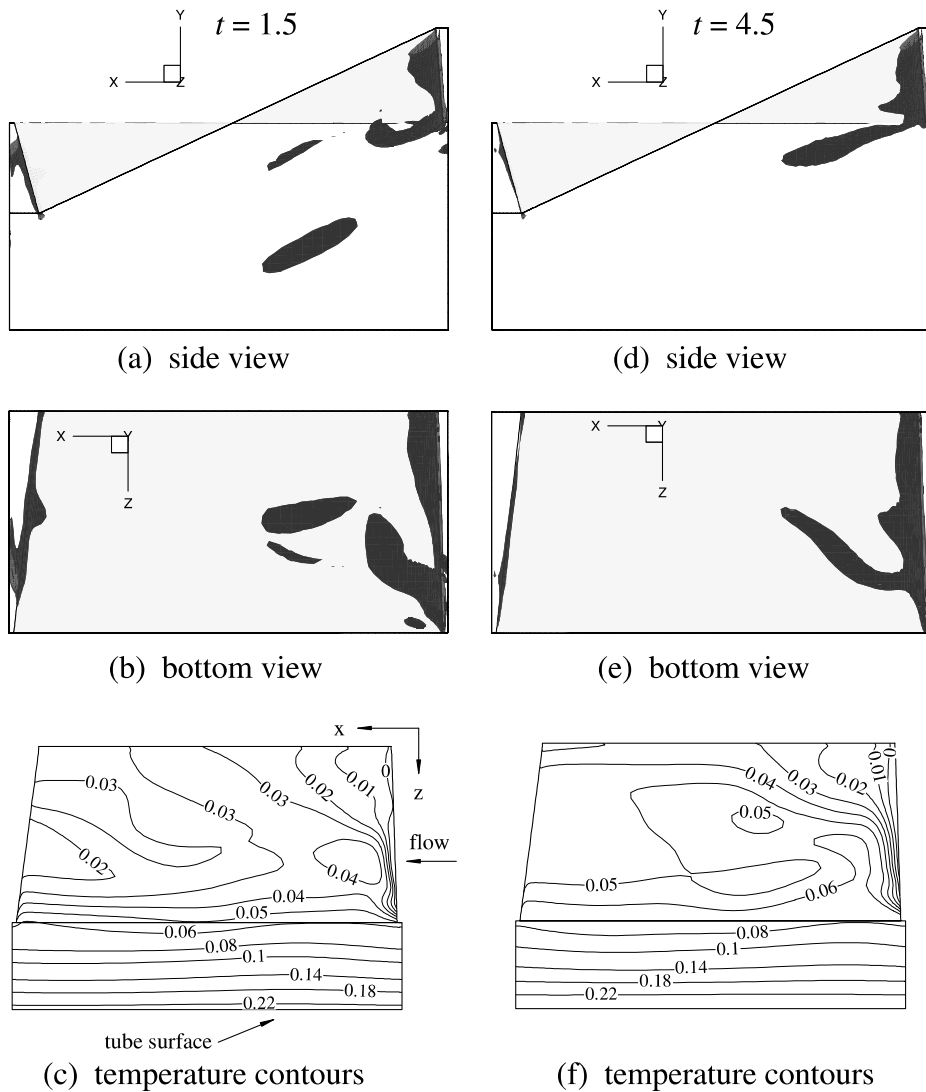 t = 1.5
t = 4.5
Y
X
Z
Y
X
Z
(a) side view
(d) side view
X
Y
Z
X
Y
Z
(b) bottom view
(e) bottom view
x
z
flow
0
0.01
0.02
0.03
0.03
0.03
0.02
0.04
0.04
0.05
0.06
0.08
0.1
0.14
0.18
0.22
tube surface
0
0.01
0.02
0.03
0.04
0.05
0.06
0.05
0.08
0.1
0.14
0.18
0.22
(c) temperature contours
(f) temperature contours